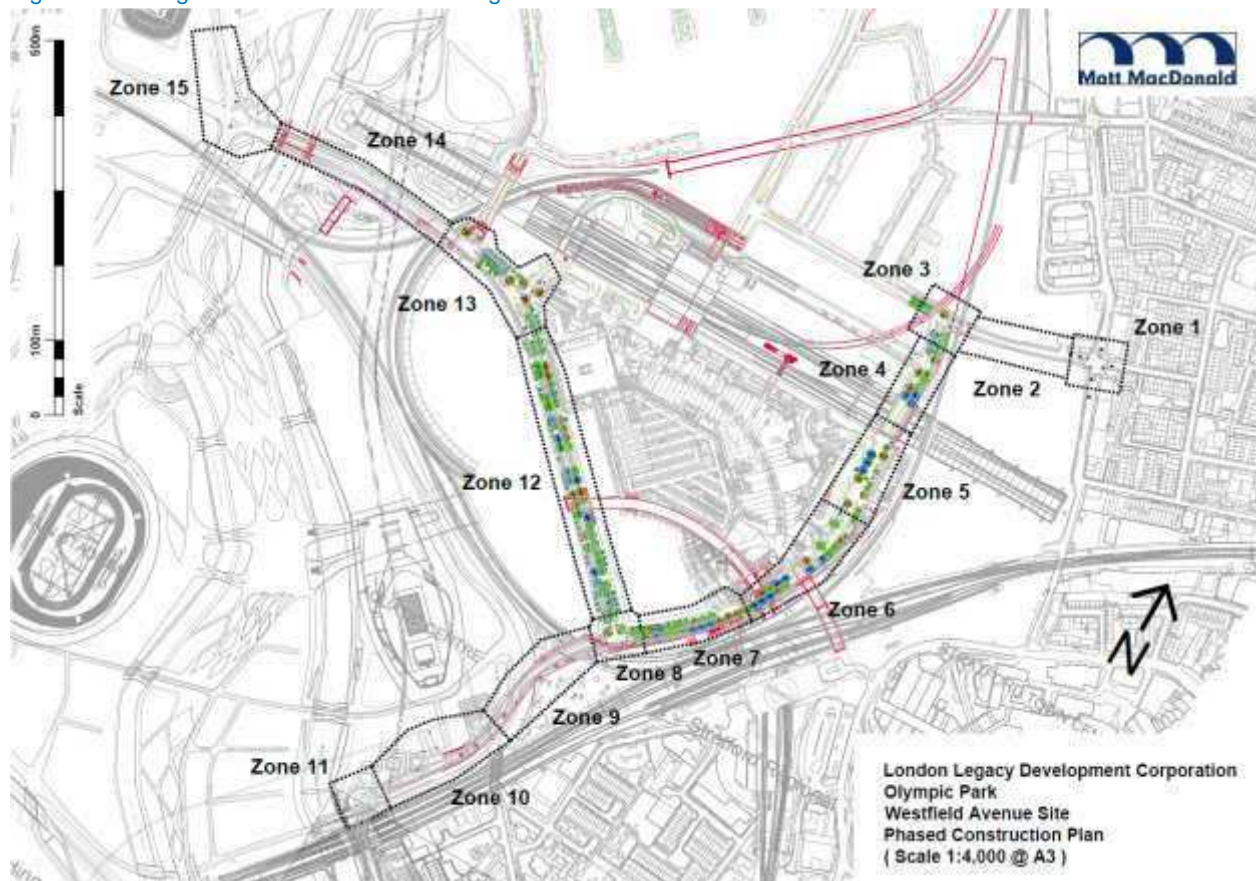 600m
100m
0
Scale
Mott MacDonald
Zone 15
Zone 14
Zone 3
Zone 13
Zone 1
Zone 4
Zone 2
Zone 12
Zone 5
Zone 6
Zone 7
Zone 8
Zone 9
Zone 11
Zone 10
N
London Legacy Development Corporation
Olympic Park
Westfield Avenue Site
Phased Construction Plan
( Scale 1:4,000 @ A3 )